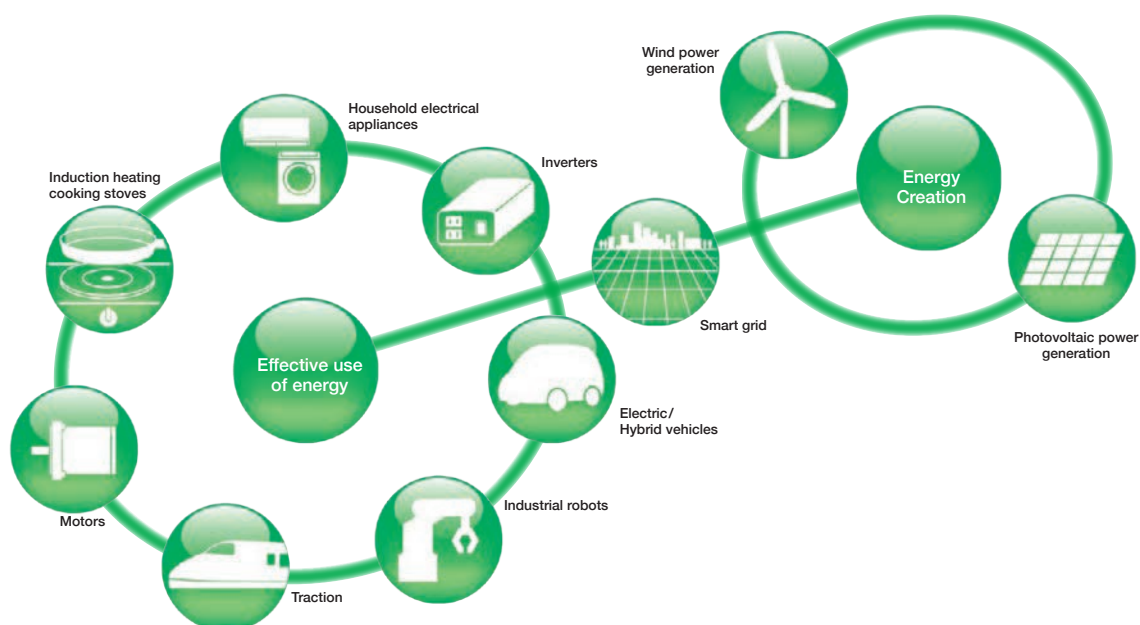 Wind power
generation
Household electrical
appliances
Inverters
Induction heating
cooking stoves
Energy
Creation
Smart grid
Photovoltaic power
generation
Effective use
of energy
Electric/
Hybrid vehicles
Industrial robots
Motors
Traction